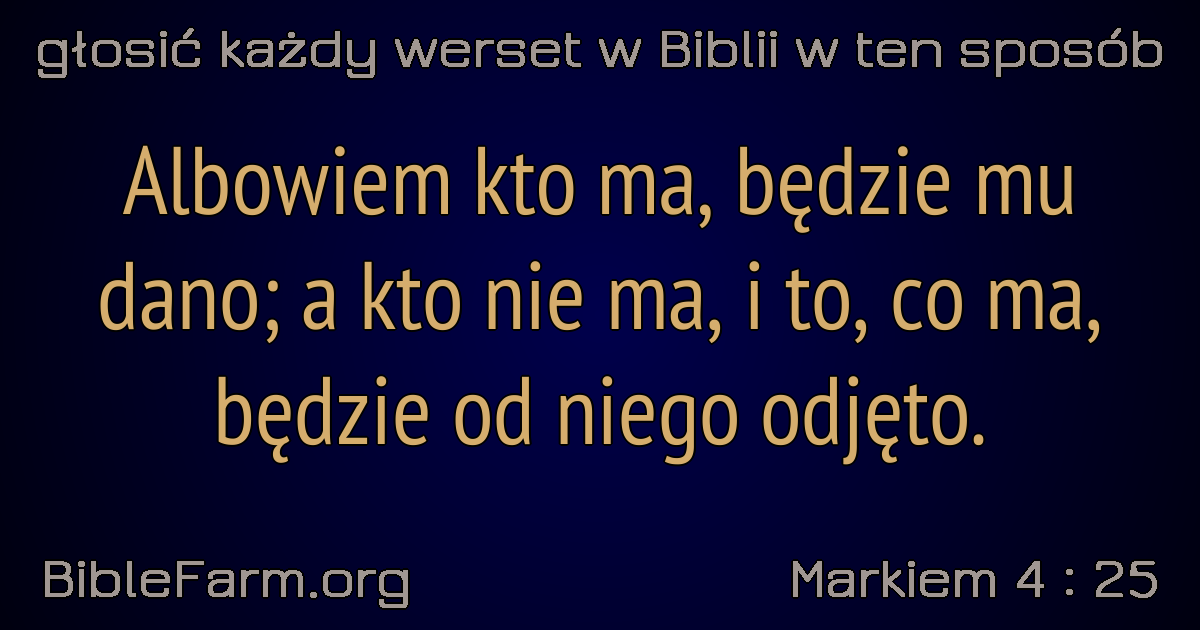 głosić każdy werset w Biblii w ten sposób
Albowiem kto ma, będzie mu
dano; a kto nie ma, i to, co ma,
będzie od niego odjęto.
BibleFarm.org
Markiem 4 : 25